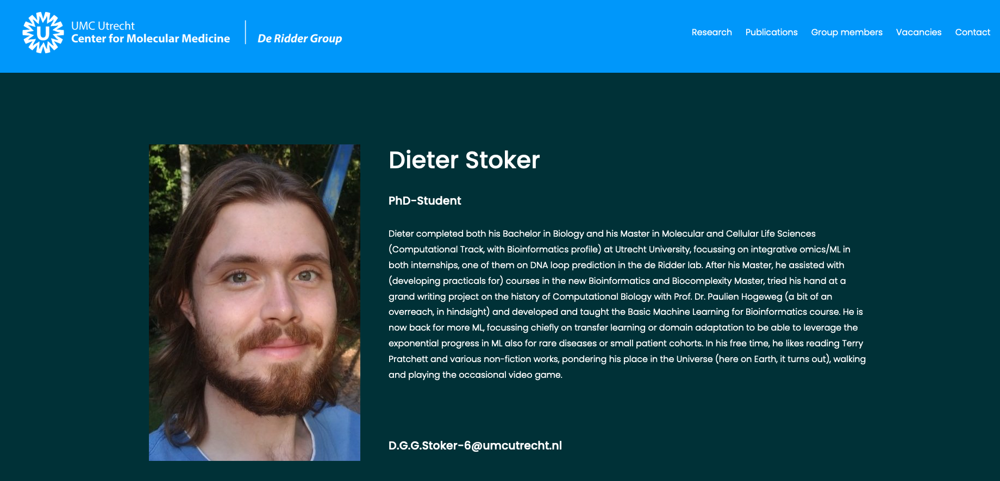 UMC Utrecht
Center for Molecular Medicine
De Ridder Group
Research
Publications
Group members
Vacancies
Contact
Dieter Stoker
PhD-Student
Dieter completed both his Bachelor in Biology and his Master in Molecular and Cellular Life Sciences
(Computational Track, with Bioinformatics profile) at Utrecht University, focussing on integrative omics/ML in
both internships, one of them on DNA loop prediction in the de Ridder lab. After his Master, he assisted with
(developing practicals for) courses in the new Bioinformatics and Biocomplexity Master, tried his hand at a
grand writing project on the history of Computational Biology with Prof. Dr. Paulien Hogeweg (a bit of an
overreach, in hindsight) and developed and taught the Basic Machine Learning for Bioinformatics course. He is
now back for more ML, focussing chiefly on transfer learning or domain adaptation to be able to leverage the
exponential progress in ML also for rare diseases or small patient cohorts. In his free time, he likes reading Terry
Pratchett and various non-fiction works, pondering his place in the Universe (here on Earth, it turns out), walking
and playing the occasional video game.
D.G.G.Stoker-6@umcutrecht.nl